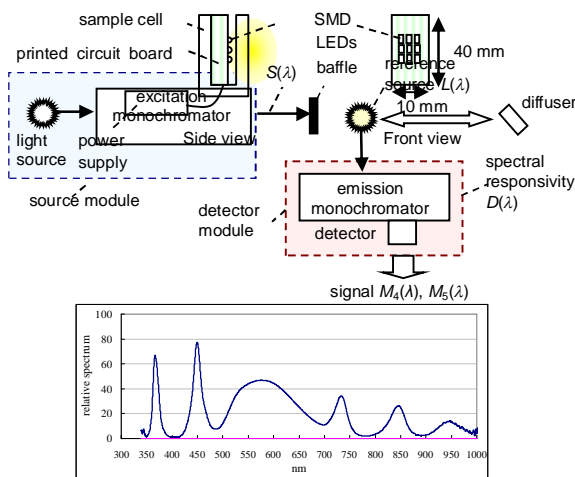 sample cell
printed circuit board
SMD
LEDs
baffle
40 mm
reference
source L(λ)
10 mm
diffuser
S(λ)
excitation
monochromator
Side view
Front view
light
source
power
supply
source module
emission
monochromator
detector
detector
module
spectral
responsivity
D(λ)
signal M4(λ), M5(λ)
relative spectrum
100
80
60
40
20
0
300 350 400 450 500 550 600 650 700 750 800 850 900 950 1000
nm